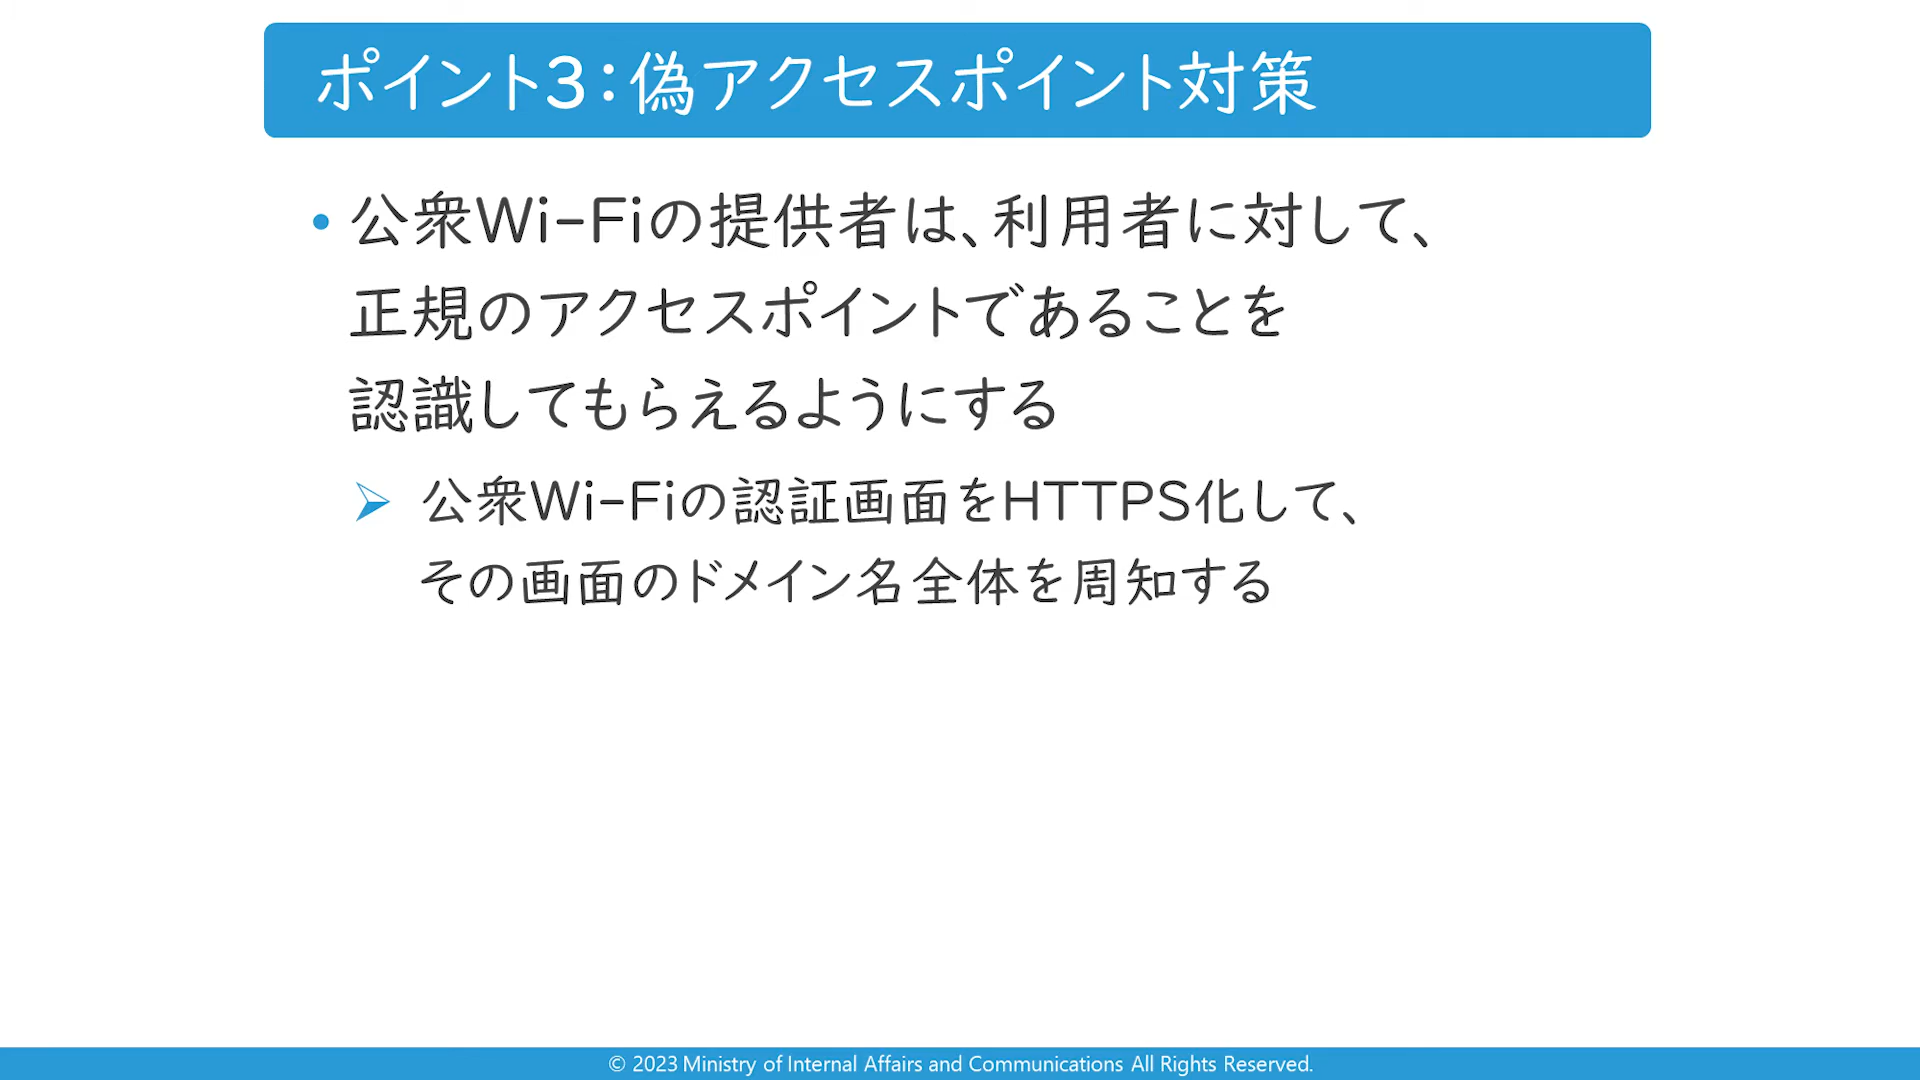 ポイント3：偽アクセスポイント対策
• 公衆Wi-Fiの提供者は、利用者に対して、
正規のアクセスポイントであることを
認識してもらえるようにする
➢ 公衆Wi-Fiの認証画面をHTTPS化して、
その画面のドメイン名全体を周知する
© 2023 Ministry of Internal Affairs and Communications All Rights Reserved.